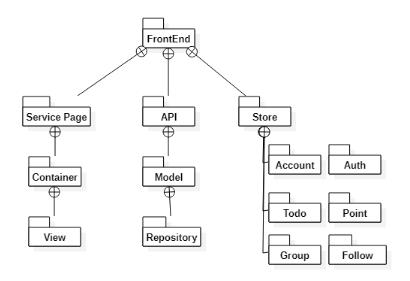 FrontEnd
Service Page
API
Store
Container
Model
Account
Auth
Todo
Point
View
Repository
Group
Follow